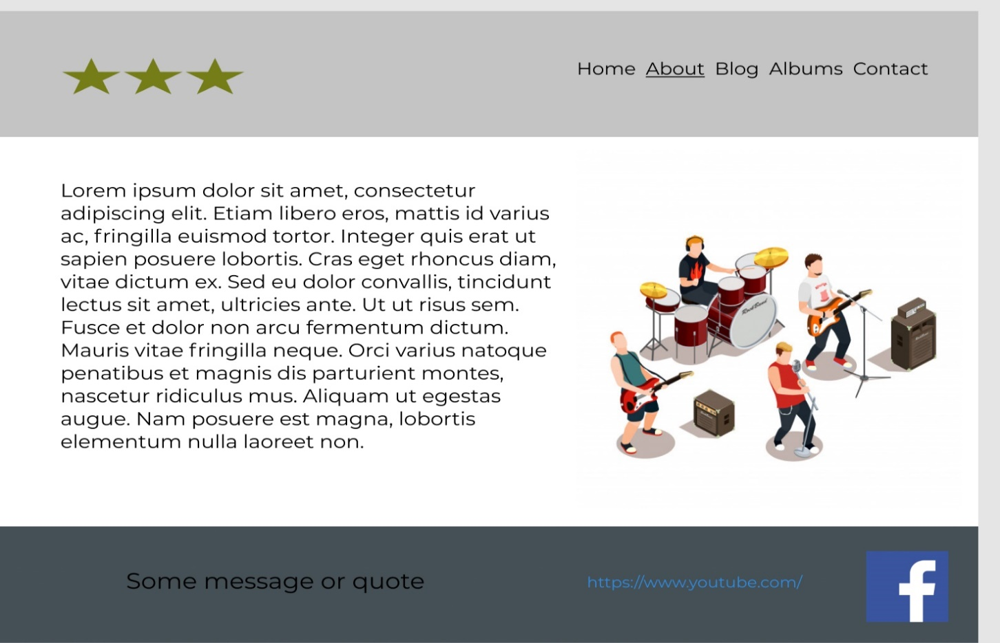 Home About Blog Albums Contact
Lorem ipsum dolor sit amet, consectetur
adipiscing elit. Etiam libero eros, mattis id varius
ac, fringilla euismod tortor. Integer quis erat ut
sapien posuere lobortis. Cras eget rhoncus diam,
vitae dictum ex. Sed eu dolor convallis, tincidunt
lectus sit amet, ultricies ante. Ut ut risus sem.
Fusce et dolor non arcu fermentum dictum.
Mauris vitae fringilla neque. Orci varius natoque
penatibus et magnis dis parturient montes,
nascetur ridiculus mus. Aliquam ut egestas
augue. Nam posuere est magna, lobortis
elementum nulla laoreet non.
RockBand
Some message or quote
https://www.youtube.com/
f